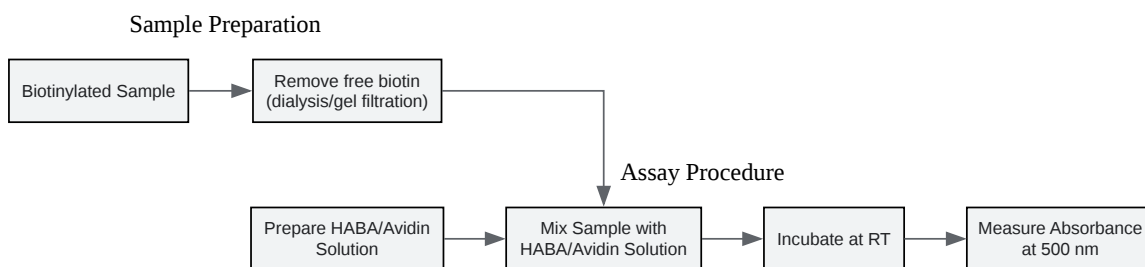 Sample Preparation
Biotinylated Sample
Remove free biotin
(dialysis/gel filtration)
Assay Procedure
Prepare HABA/Avidin
Solution
Mix Sample with
HABA/Avidin Solution
Incubate at RT
Measure Absorbance
at 500 nm